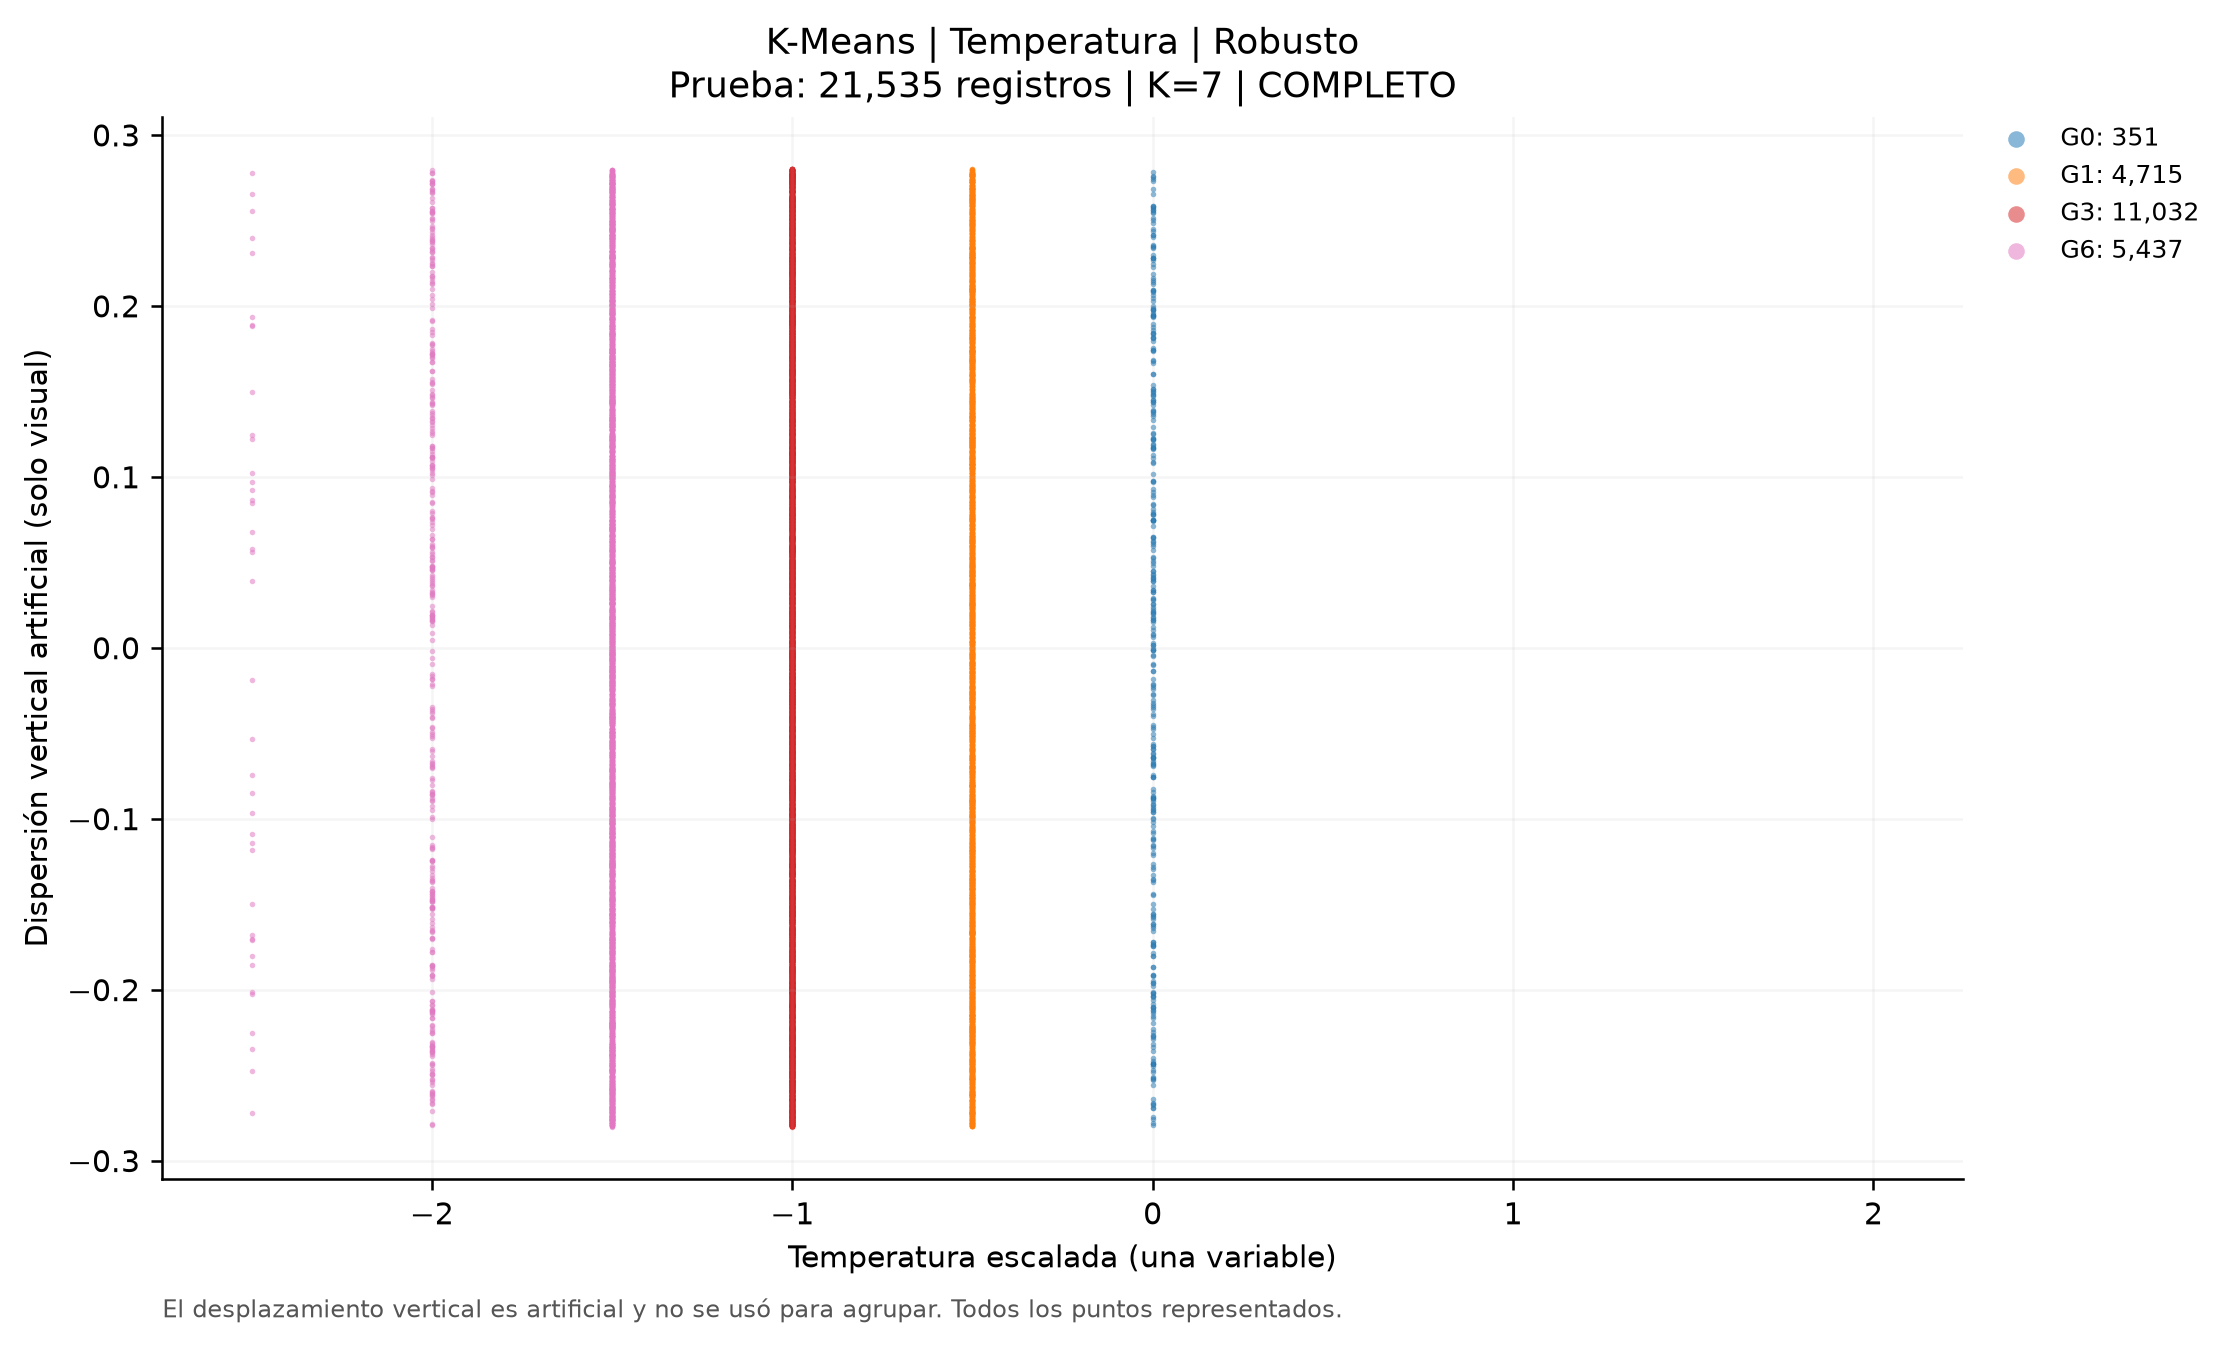 K-Means | Temperatura | Robusto
Prueba: 21,535 registros | K=7 | COMPLETO
G0: 351
G1: 4,715
G3: 11,032
G6: 5,437
Dispersión vertical artificial (solo visual)
0.3
0.2
0.1
0.0
−0.1
−0.2
−0.3
−2
−1
0
1
2
Temperatura escalada (una variable)
El desplazamiento vertical es artificial y no se usó para agrupar. Todos los puntos representados.